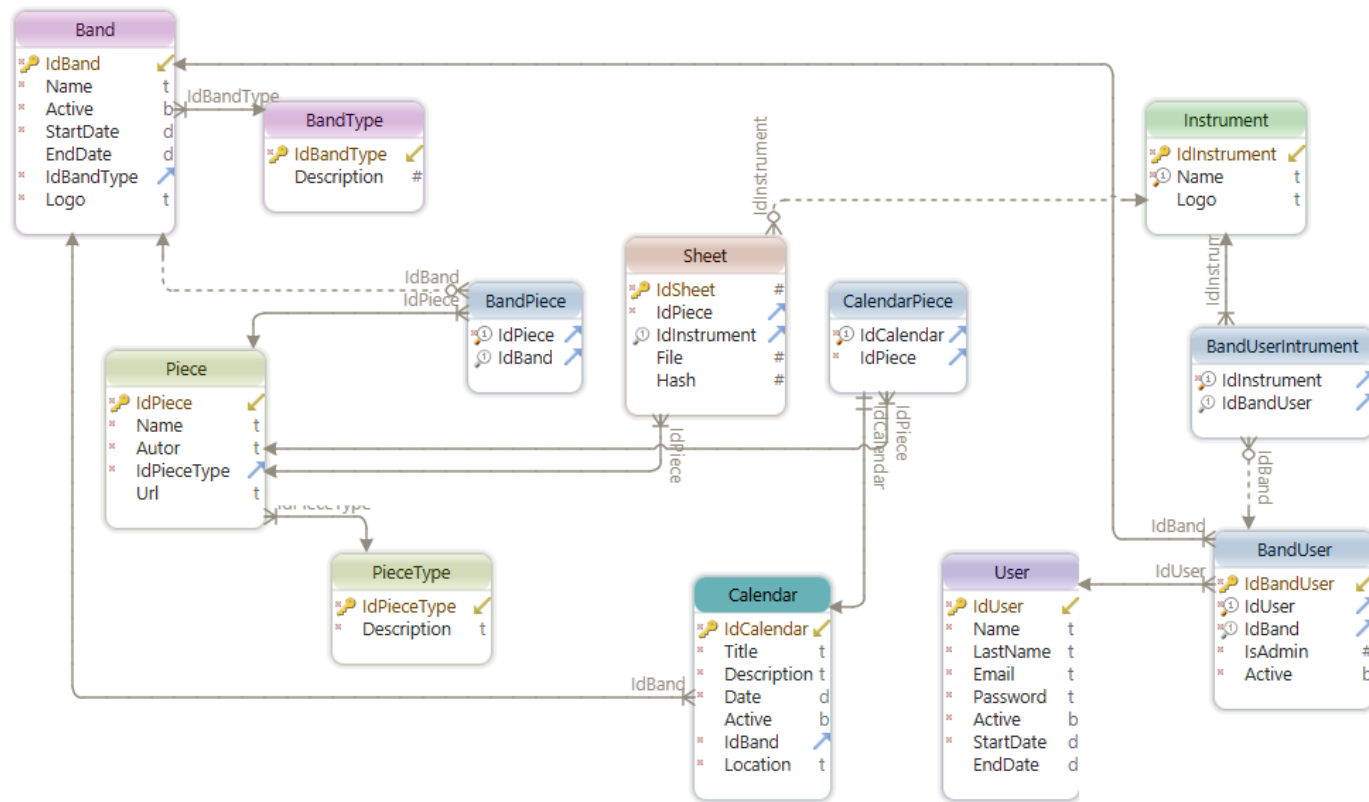 Band
IdBand
Name t
Active b
StartDate d
EndDate d
IdBandType
Logo t
IdBandType
BandType
IdBandType
Description #
IdInstrument
Instrument
IdInstrument
Name t
Logo t
IdInstrum
Sheet
IdSheet #
IdPiece
IdInstrument
File #
Hash #
IdBand
IdPiece
BandPiece
IdPiece
IdBand
CalendarPiece
IdCalendar
IdPiece
BandUserIntrument
IdInstrument
IdBandUser
Piece
IdPiece
Name t
Autor t
IdPieceType
Url t
IdPiece
IdCalendar
IdPiece
IdBand
IdPieceType
PieceType
IdPieceType
Description t
IdBand
Calendar
IdCalendar
Title t
Description t
Date d
Active b
IdBand
Location t
User
IdUser
Name t
LastName t
Email t
Password t
Active b
StartDate d
EndDate d
IdBand
IdUser
BandUser
IdBandUser
IdUser
IdBand
IsAdmin #
Active b